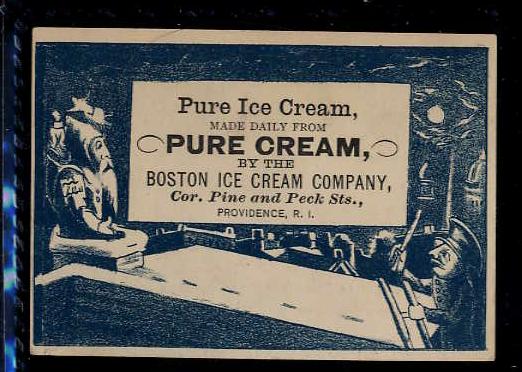 Pure Ice Cream,
MADE DAILY FROM
PURE CREAM,
BY THE
BOSTON ICE CREAM COMPANY,
Cor. Pine and Peck Sts.,
PROVIDENCE, R. I.